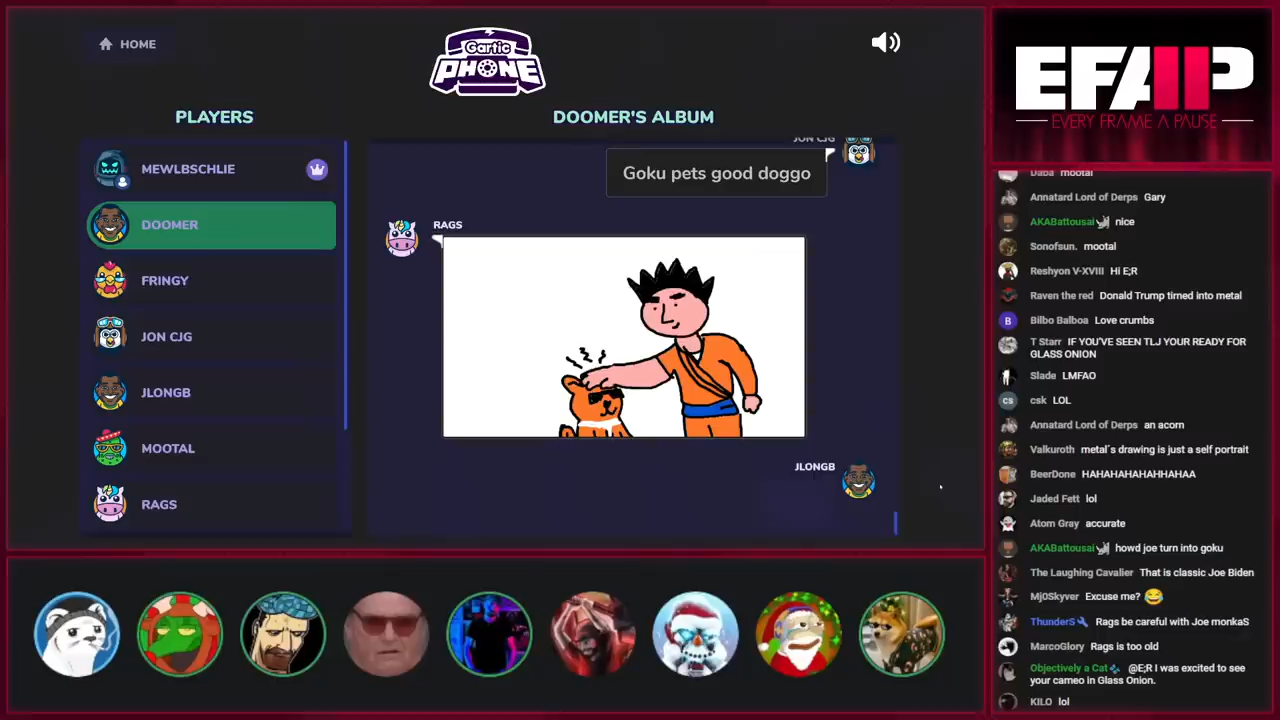 HOME
Gartic
PHONE
PLAYERS
MEWLBSCHLIE
DOOMER
FRINGY
JON CJG
JLONGB
MOOTAL
RAGS
DOOMER'S ALBUM
JON CJG
Goku pets good doggo
RAGS
JLONGB
EFAP
EVERY FRAME A PAUSE
Daba mootal
Annatard Lord of Derps Gary
AKABattousai nice
Sonofsun. mootal
Reshyon V-XVIII Hi E;R
Raven the red Donald Trump tirned into metal
B Bilbo Balboa Love crumbs
T Starr IF YOU'VE SEEN TLJ YOUR READY FOR
GLASS ONION
Slade LMFAO
CS csk LOL
Annatard Lord of Derps an acorn
Valkuroth metal´s drawing is just a self portrait
BeerDone HAHAHAHAHAHHAHAA
Jaded Fett lol
Atom Gray accurate
AKABattousai howd joe turn into goku
The Laughing Cavalier That is classic Joe Biden
MjOSkyver Excuse me? 😂
ThunderS Rags be careful with Joe monkaS
MarcoGlory Rags is too old
Objectively a Cat @E;R I was excited to see
your cameo in Glass Onion.
KILO lol